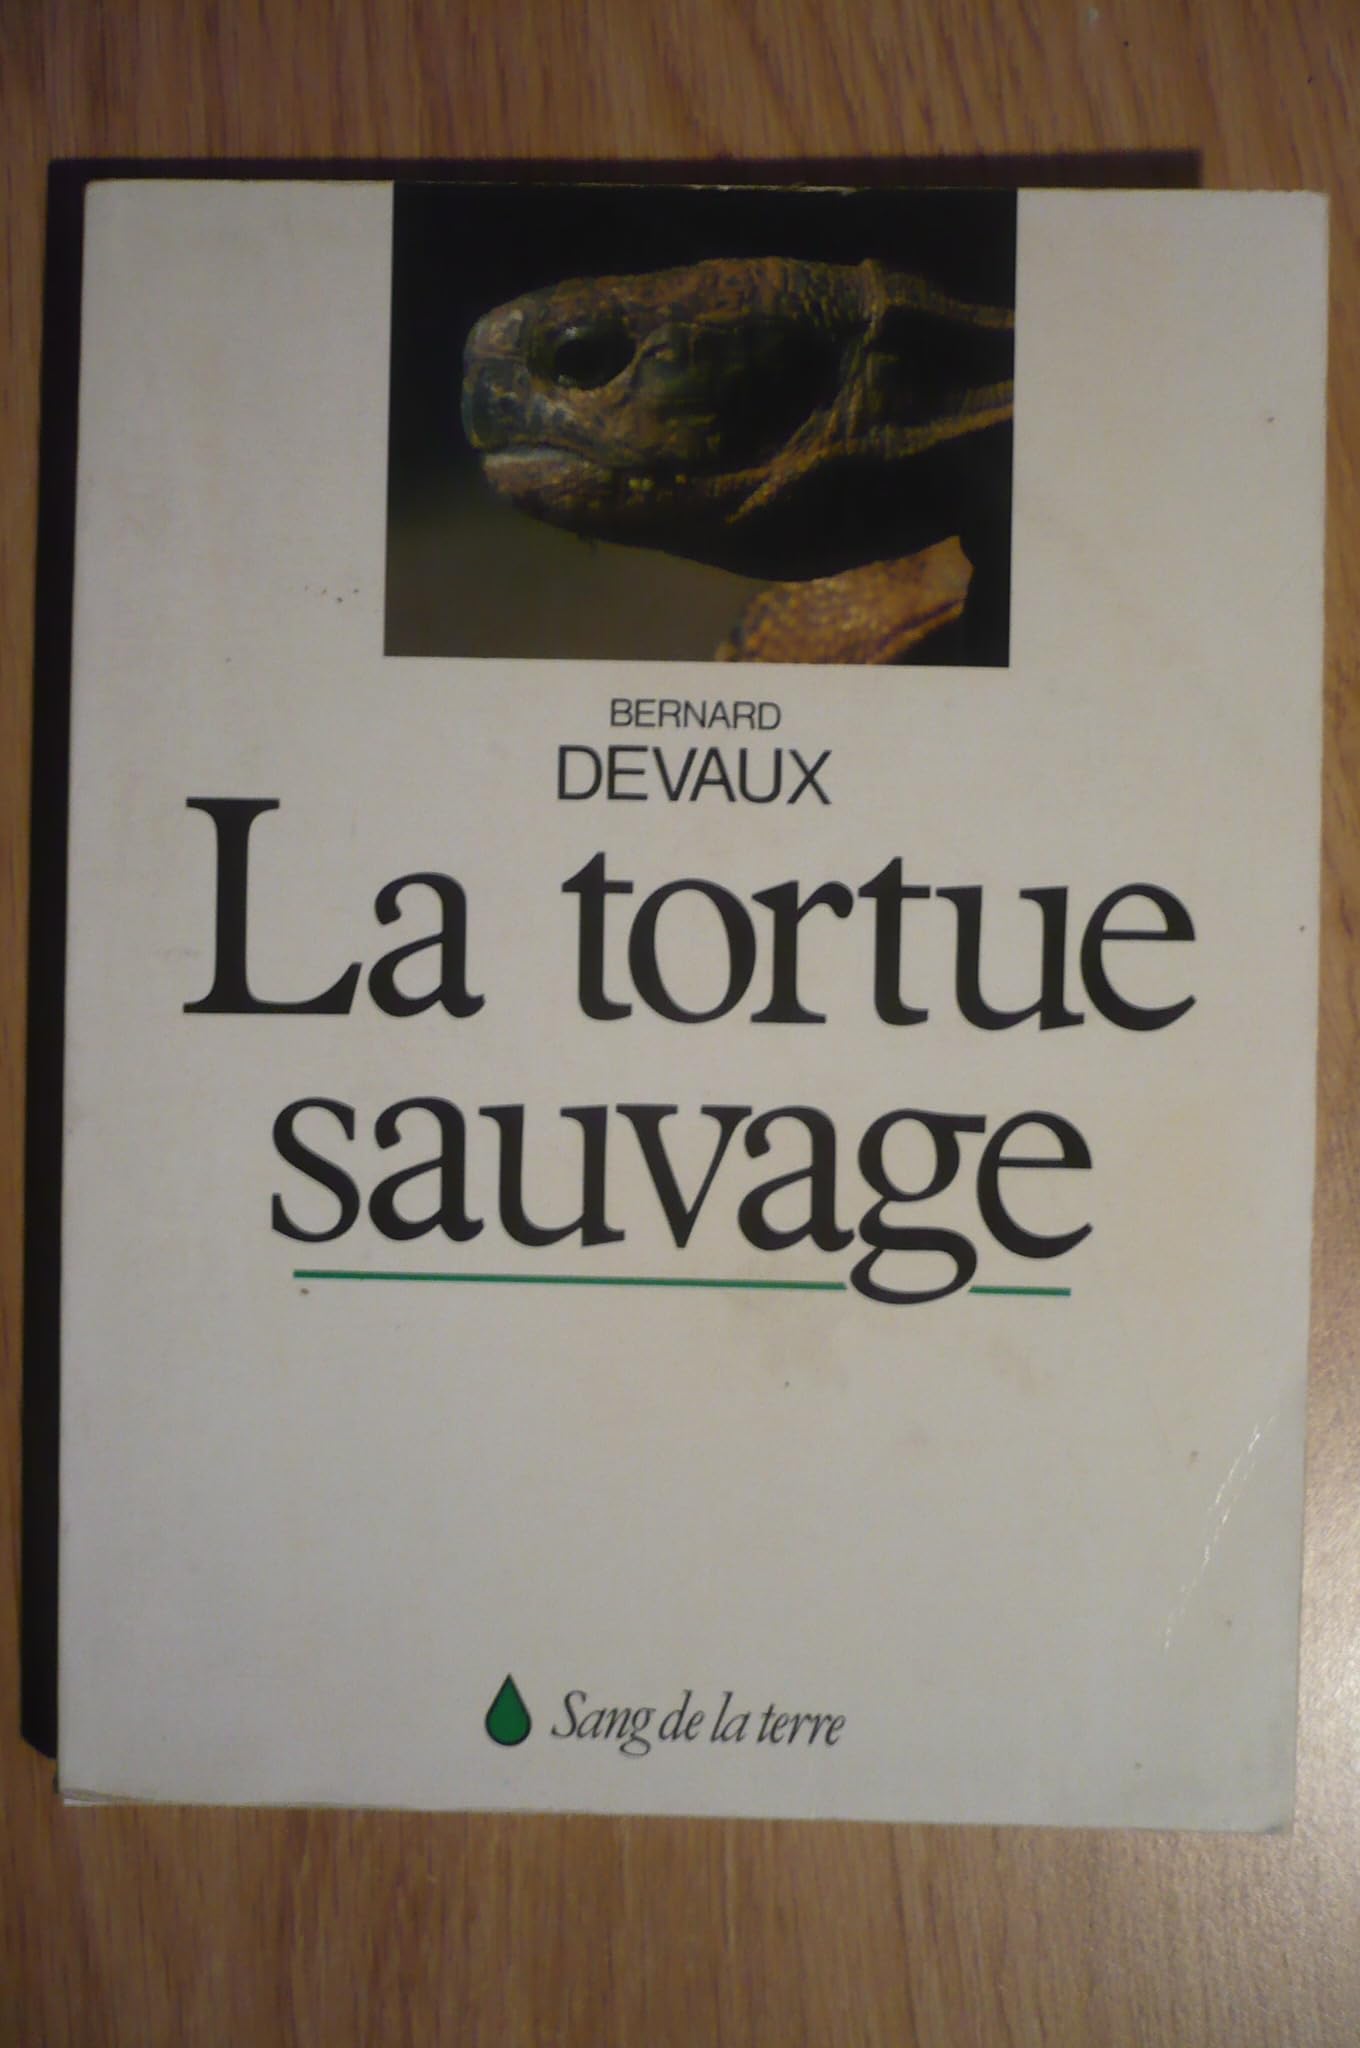 BERNARD
DEVAUX
La tortue
sauvage
Sang de la terre